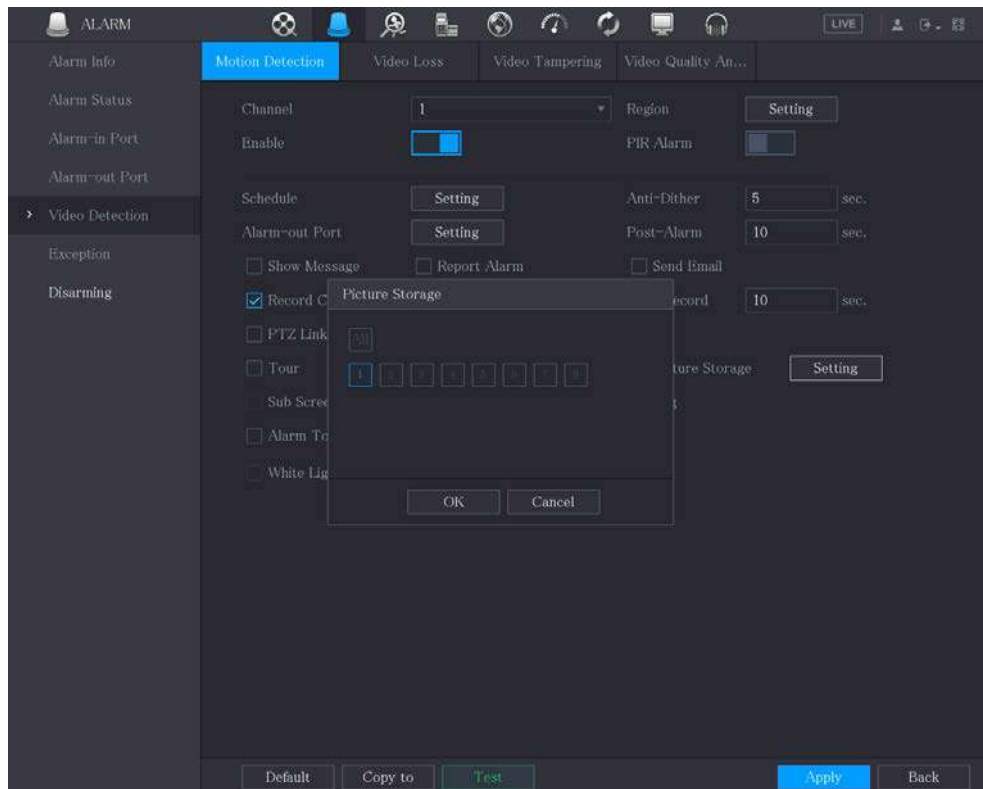 ALARM
LIVE
Alarm Info
Alarm Status
Alarm-in Port
Alarm-out Port
Video Detection
Exception
Disarming
Motion Detection Video Loss Video Tampering Video Quality An...
Channel 1 Region Setting
Enable PIR Alarm
Schedule Setting Anti-Dither 5 sec.
Alarm-out Port Setting Post-Alarm 10 sec.
Show Message Report Alarm Send Email
Record C ecord 10 sec.
PTZ Link
Tour ture Storage Setting
Sub Scree g
Alarm To
White Lig
Picture Storage
All
1 2 3 4 5 6 7 8
OK Cancel
Default Copy to Test Apply Back